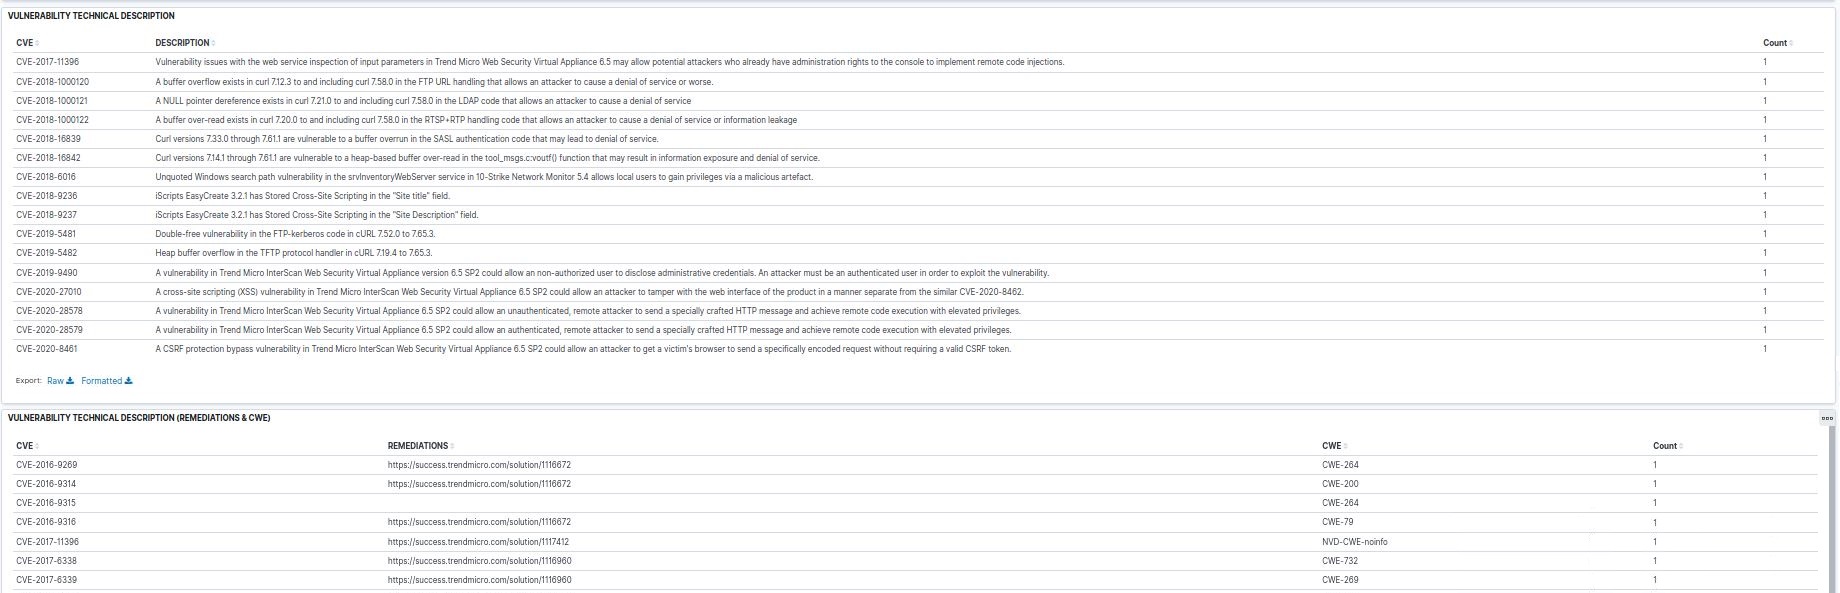 VULNERABILITY TECHNICAL DESCRIPTION
CVE DESCRIPTION Count
CVE-2017-11396 Vulnerability issues with the web service inspection of input parameters in Trend Micro Web Security Virtual Appliance 6.5 may allow potential attackers who already have administration rights to the console to implement remote code injections. 1
CVE-2018-1000120 A buffer overflow exists in curl 7.12.3 to and including curl 7.58.0 in the FTP URL handling that allows an attacker to cause a denial of service or worse. 1
CVE-2018-1000121 A NULL pointer dereference exists in curl 7.21.0 to and including curl 7.58.0 in the LDAP code that allows an attacker to cause a denial of service 1
CVE-2018-1000122 A buffer over-read exists in curl 7.20.0 to and including curl 7.58.0 in the RTSP+RTP handling code that allows an attacker to cause a denial of service or information leakage 1
CVE-2018-16839 Curl versions 7.33.0 through 7.61.1 are vulnerable to a buffer overrun in the SASL authentication code that may lead to denial of service. 1
CVE-2018-16842 Curl versions 7.14.1 through 7.61.1 are vulnerable to a heap-based buffer over-read in the tool_msgs.c:voutf() function that may result in information exposure and denial of service. 1
CVE-2018-6016 Unquoted Windows search path vulnerability in the srvInventoryWebServer service in 10-Strike Network Monitor 5.4 allows local users to gain privileges via a malicious artefact. 1
CVE-2018-9236 iScripts EasyCreate 3.2.1 has Stored Cross-Site Scripting in the "Site title" field. 1
CVE-2018-9237 iScripts EasyCreate 3.2.1 has Stored Cross-Site Scripting in the "Site Description" field. 1
CVE-2019-5481 Double-free vulnerability in the FTP-kerberos code in cURL 7.52.0 to 7.65.3. 1
CVE-2019-5482 Heap buffer overflow in the TFTP protocol handler in cURL 7.19.4 to 7.65.3. 1
CVE-2019-9490 A vulnerability in Trend Micro InterScan Web Security Virtual Appliance version 6.5 SP2 could allow an non-authorized user to disclose administrative credentials. An attacker must be an authenticated user in order to exploit the vulnerability. 1
CVE-2020-27010 A cross-site scripting (XSS) vulnerability in Trend Micro InterScan Web Security Virtual Appliance 6.5 SP2 could allow an attacker to tamper with the web interface of the product in a manner separate from the similar CVE-2020-8462. 1
CVE-2020-28578 A vulnerability in Trend Micro InterScan Web Security Virtual Appliance 6.5 SP2 could allow an unauthenticated, remote attacker to send a specially crafted HTTP message and achieve remote code execution with elevated privileges. 1
CVE-2020-28579 A vulnerability in Trend Micro InterScan Web Security Virtual Appliance 6.5 SP2 could allow an authenticated, remote attacker to send a specially crafted HTTP message and achieve remote code execution with elevated privileges. 1
CVE-2020-8461 A CSRF protection bypass vulnerability in Trend Micro InterScan Web Security Virtual Appliance 6.5 SP2 could allow an attacker to get a victim's browser to send a specifically encoded request without requiring a valid CSRF token. 1
Export: Raw Formatted
VULNERABILITY TECHNICAL DESCRIPTION (REMEDIATIONS & CWE)
CVE REMEDIATIONS CWE Count
CVE-2016-9269 https://success.trendmicro.com/solution/1116672 CWE-264 1
CVE-2016-9314 https://success.trendmicro.com/solution/1116672 CWE-200 1
CVE-2016-9315 CWE-264 1
CVE-2016-9316 https://success.trendmicro.com/solution/1116672 CWE-79 1
CVE-2017-11396 https://success.trendmicro.com/solution/1117412 NVD-CWE-noinfo 1
CVE-2017-6338 https://success.trendmicro.com/solution/1116960 CWE-732 1
CVE-2017-6339 https://success.trendmicro.com/solution/1116960 CWE-269 1